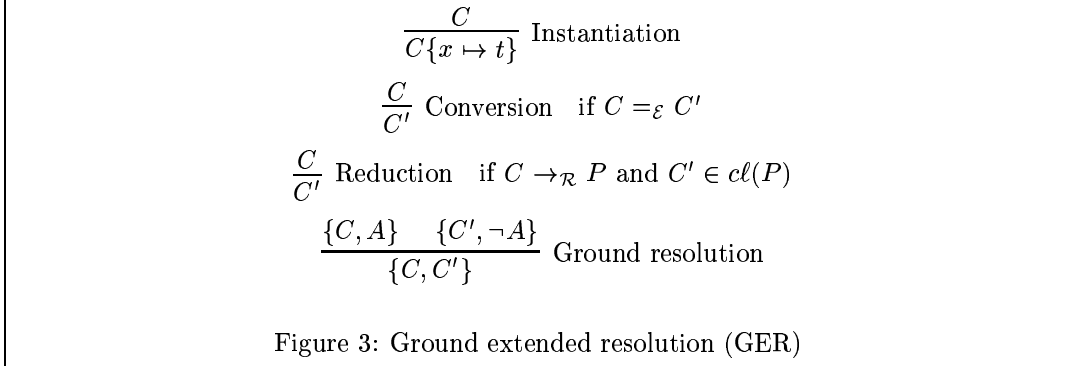 C
C{x ↦ t} Instantiation
C
C′ Conversion if C =ℰ C′
C
C′ Reduction if C →ℛ P and C′ ∈ cℓ(P)
{C, A} {C′, ¬A}
{C, C′} Ground resolution
Figure 3: Ground extended resolution (GER)